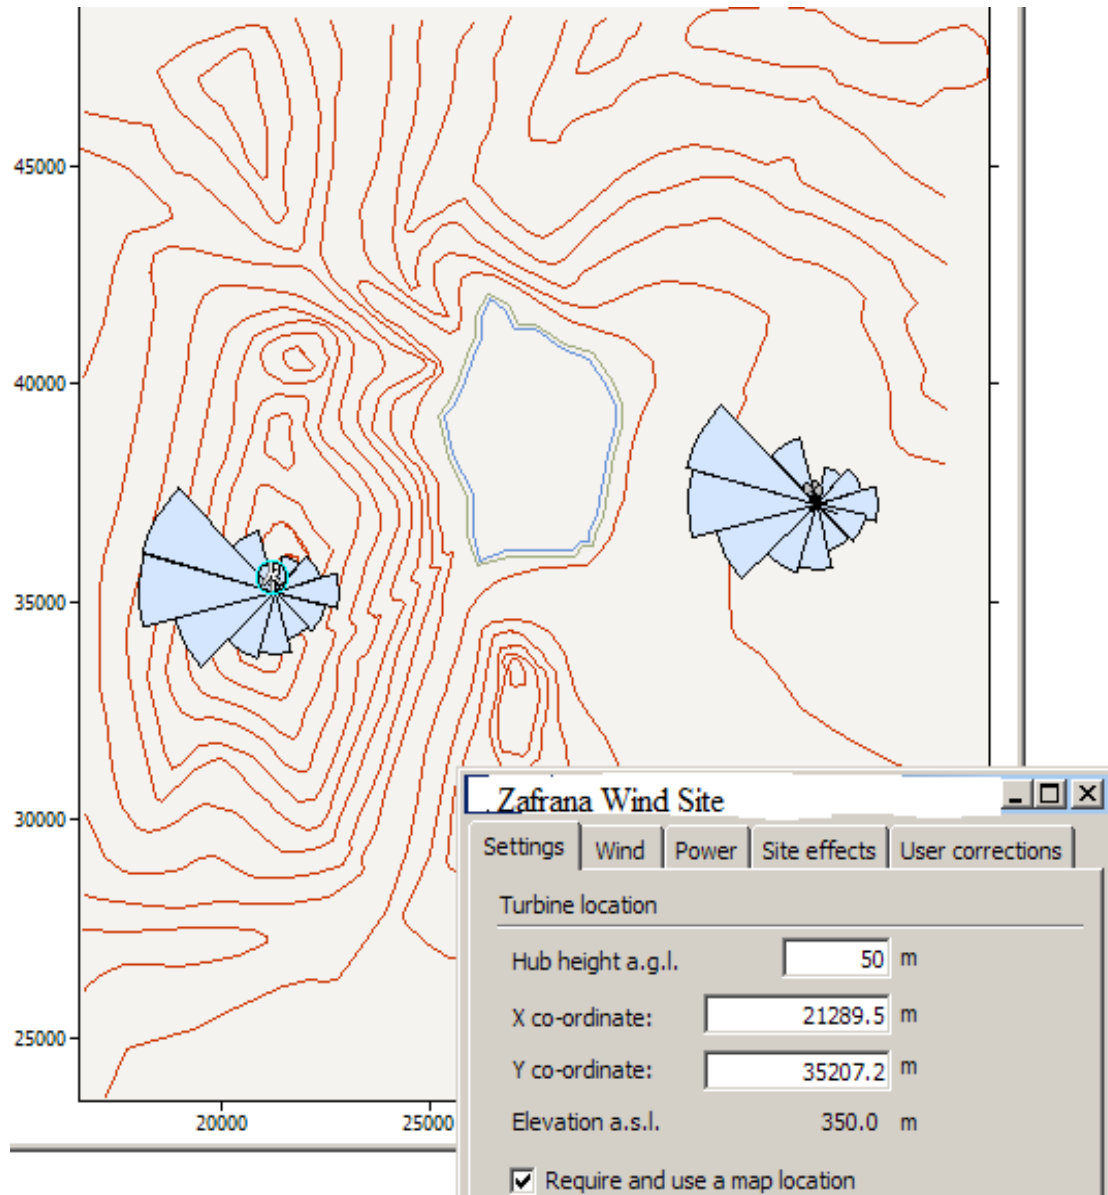 45000
40000
35000
30000
25000
20000
25000
. Zafrana Wind Site
Settings Wind Power Site effects User corrections
Turbine location
Hub height a.g.l. 50 m
X co-ordinate: 21289.5 m
Y co-ordinate: 35207.2 m
Elevation a.s.l. 350.0 m
Require and use a map location